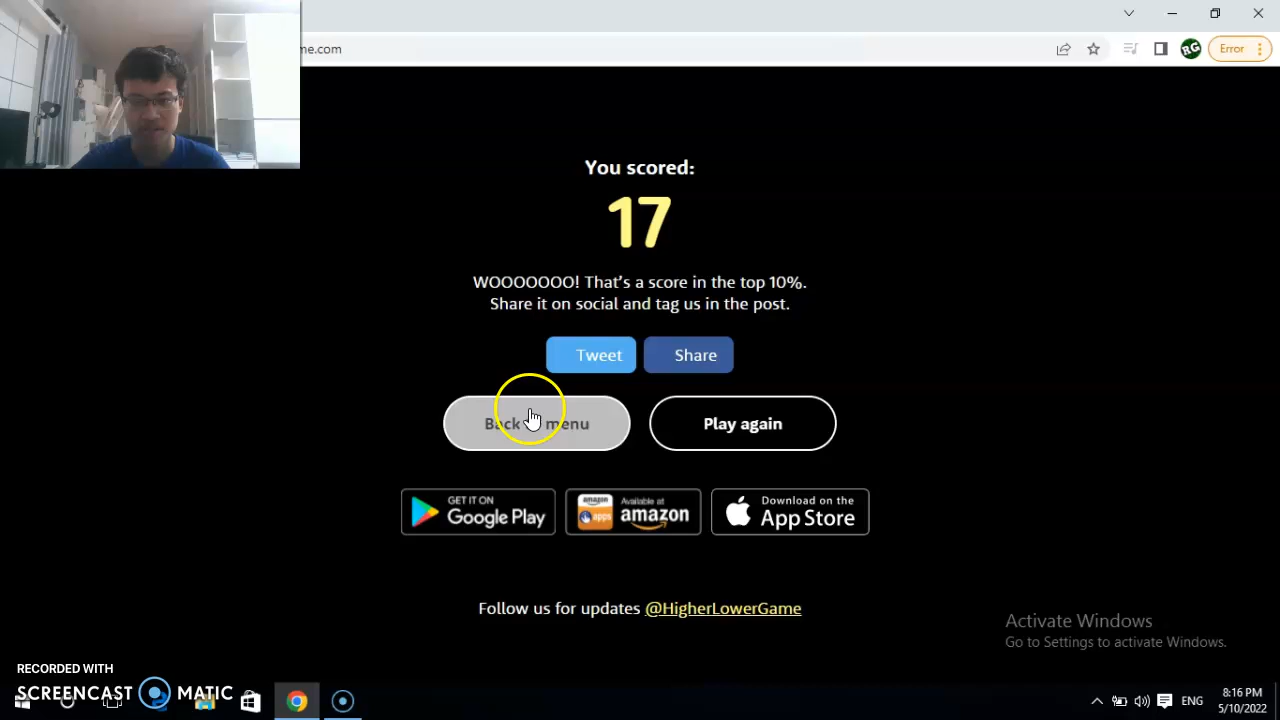 me.com
RG
Error
You scored:
17
WOOOOOOO! That's a score in the top 10%.
Share it on social and tag us in the post.
Tweet
Share
Back menu
Play again
GET IT ON
Google Play
amazon
apps
Available at
amazon
Download on the
App Store
Follow us for updates @HigherLowerGame
Activate Windows
Go to Settings to activate Windows.
RECORDED WITH
SCREENCAST MATIC
ENG
8:16 PM
5/10/2022